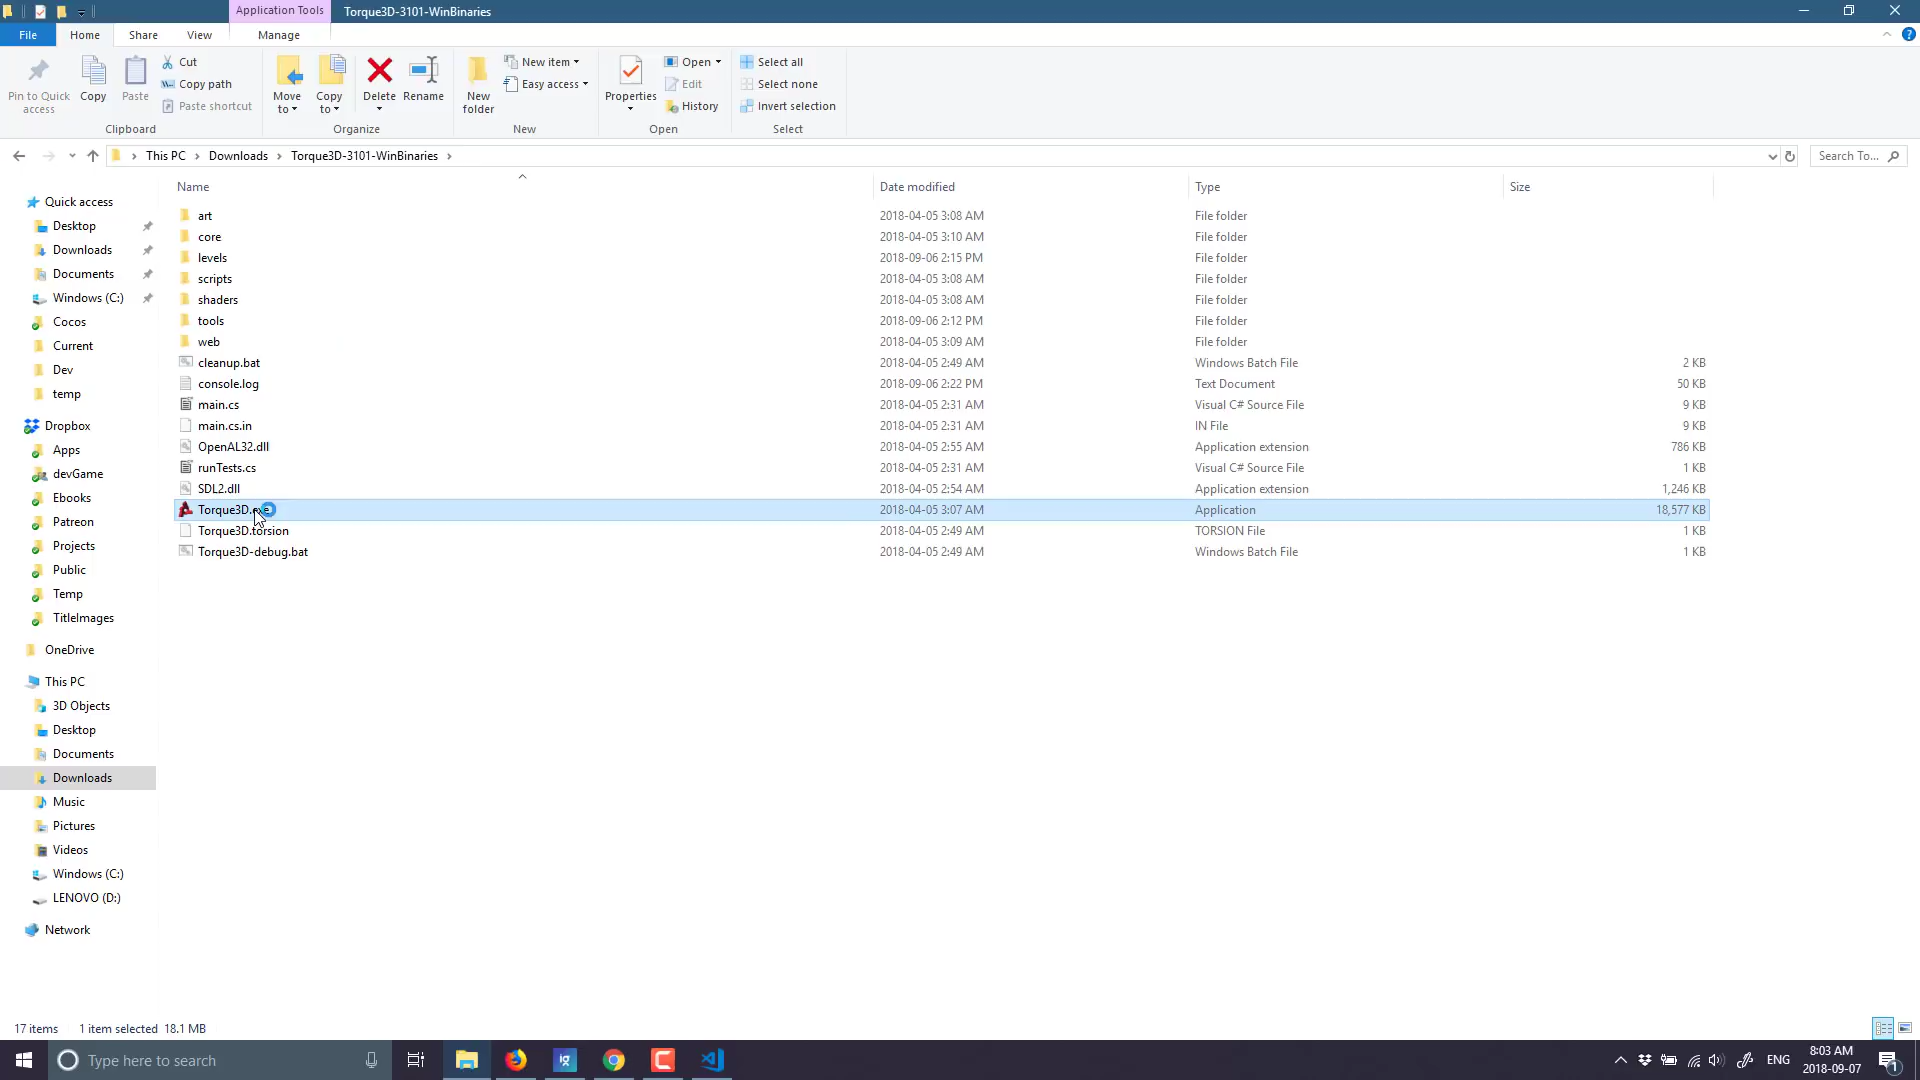 Application Tools
Torque3D-3101-WinBinaries
File
Home
Share
View
Manage
Pin to Quick access
Copy
Paste
Cut
Copy path
Paste shortcut
Clipboard
Move to
Copy to
Delete
Rename
Organize
New folder
New item
Easy access
New
Properties
Open
Edit
History
Open
Select all
Select none
Invert selection
Select
This PC
Downloads
Torque3D-3101-WinBinaries
Search To...
Name
Date modified
Type
Size
art 2018-04-05 3:08 AM File folder
core 2018-04-05 3:10 AM File folder
levels 2018-09-06 2:15 PM File folder
scripts 2018-04-05 3:08 AM File folder
shaders 2018-04-05 3:08 AM File folder
tools 2018-09-06 2:12 PM File folder
web 2018-04-05 3:09 AM File folder
cleanup.bat 2018-04-05 2:49 AM Windows Batch File 2 KB
console.log 2018-09-06 2:22 PM Text Document 50 KB
main.cs 2018-04-05 2:31 AM Visual C# Source File 9 KB
main.cs.in 2018-04-05 2:31 AM IN File 9 KB
OpenAL32.dll 2018-04-05 2:55 AM Application extension 786 KB
runTests.cs 2018-04-05 2:31 AM Visual C# Source File 1 KB
SDL2.dll 2018-04-05 2:54 AM Application extension 1,246 KB
Torque3D.exe 2018-04-05 3:07 AM Application 18,577 KB
Torque3D.torsion 2018-04-05 2:49 AM TORSION File 1 KB
Torque3D-debug.bat 2018-04-05 2:49 AM Windows Batch File 1 KB
Quick access
Desktop
Downloads
Documents
Windows (C:)
Cocos
Current
Dev
temp
Dropbox
Apps
devGame
Ebooks
Patreon
Projects
Public
Temp
TitleImages
OneDrive
This PC
3D Objects
Desktop
Documents
Downloads
Music
Pictures
Videos
Windows (C:)
LENOVO (D:)
Network
17 items
1 item selected 18.1 MB
Type here to search
ig
ENG
8:03 AM
2018-09-07
1